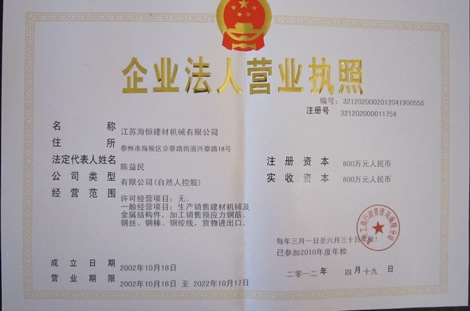 企业法人营业执照
编号：321202000201204190055S
注册号 321202000011754
名称 江苏海恒建材机械有限公司
住所 泰州市海陵区京泰路街道兴泰路18号
法定代表人姓名 陈益民
注册资本 800万元人民币
公司类型 有限公司(自然人控股)
实收资本 800万元人民币
经营范围 许可经营项目：无。
一般经营项目：生产销售建材机械及
金属结构件，加工销售预应力钢筋、
钢丝、钢棒、钢绞线，货物进出口。
每年三月一日至六月三十日年检！
已参加2010年度年检
成立日期 2002年10月18日
营业期限 2002年10月18日 至 2022年10月17日
二〇一二年 四月十九日